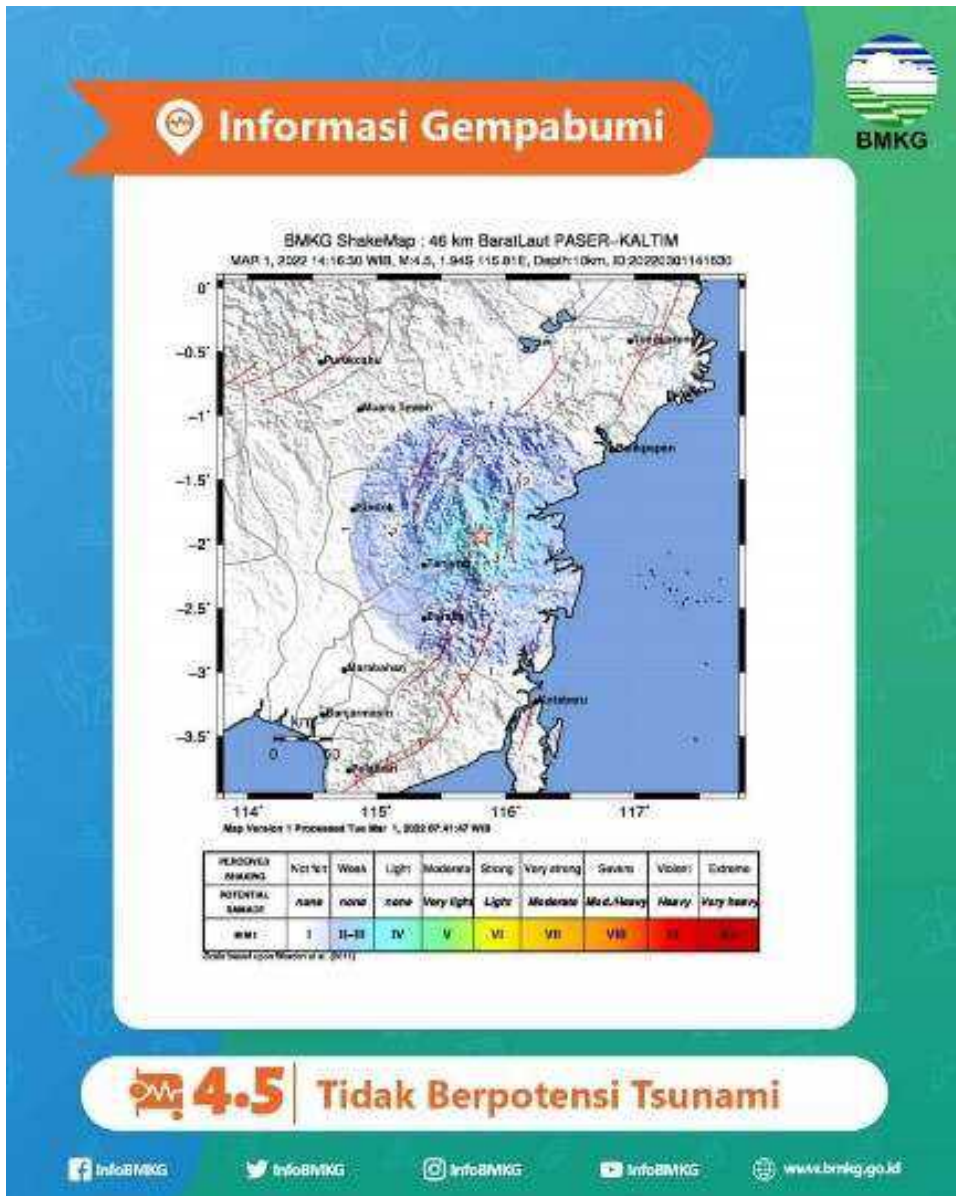 BMKG
Informasi Gempabumi
BMKG ShakeMap : 46 km BaratLaut PASER-KALTIM
MAR 1, 2022 14:16:30 WIB, M:4.5, 1.94S 115.81E, Depth:10km, ID:20220301141630
0°
-0.5°
-1°
-1.5°
-2°
-2.5°
-3°
-3.5°
Purukcahu
Muara Teweh
Balikpapan
Tanjung
Marabahan
Kotabaru
Banjarmasin
km
0 50
114° 115° 116° 117°
Map Version 1 Processed Tue Mar 1, 2022 07:41:47 WIB
PERCEIVED SHAKING Not felt Weak Light Moderate Strong Very strong Severe Violent Extreme
POTENTIAL DAMAGE none none none Very light Light Moderate Mod./Heavy Heavy Very heavy
I II-III IV V VI VII VIII
4.5 Tidak Berpotensi Tsunami
InfoBMKG InfoBMKG InfoBMKG InfoBMKG www.bmkg.go.id